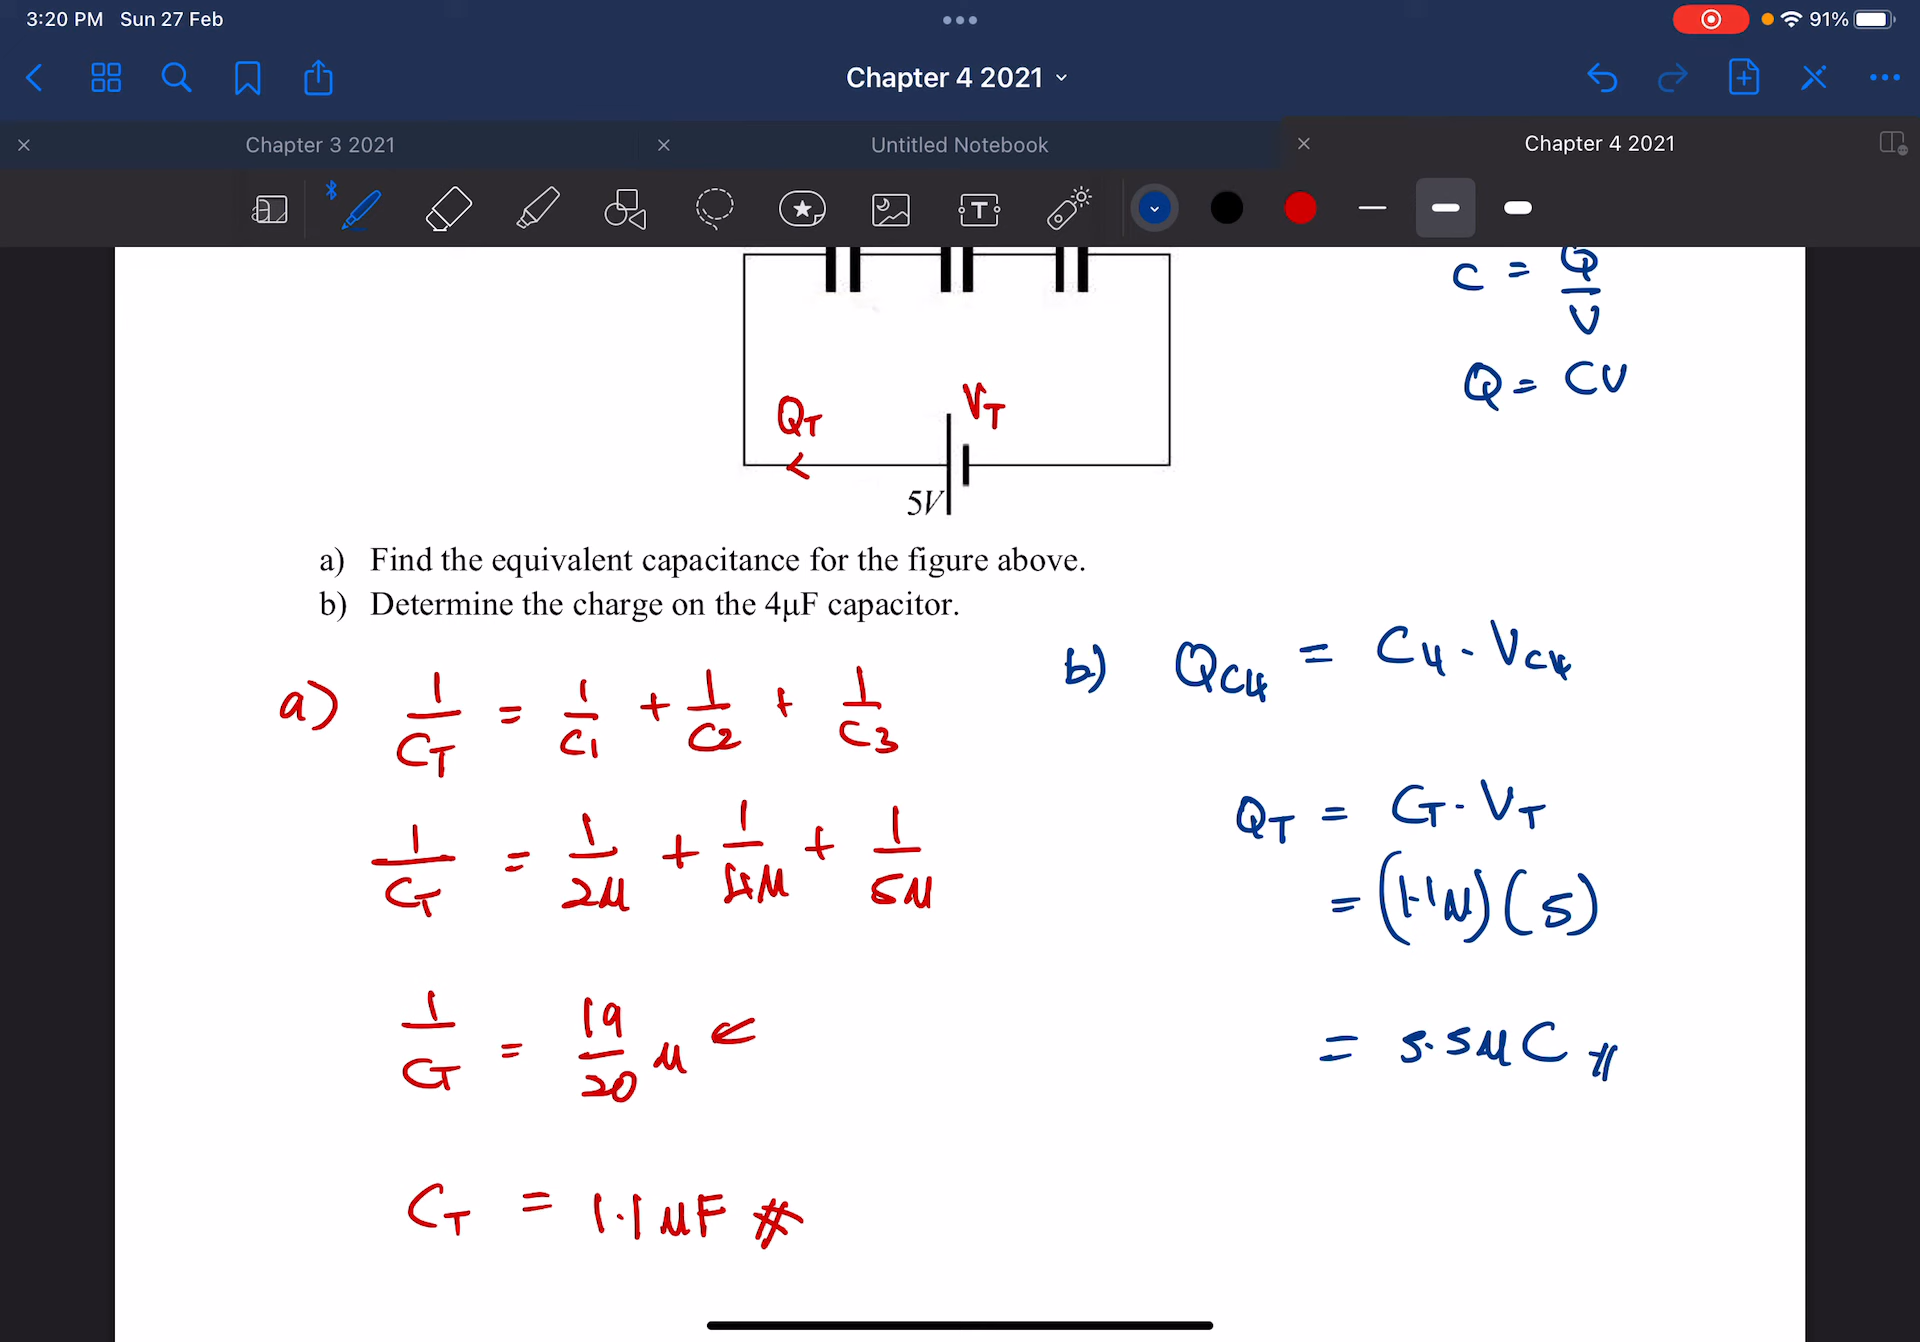 3:20 PM Sun 27 Feb
91%
Chapter 4 2021
Chapter 3 2021
Untitled Notebook
Chapter 4 2021
T
C = Q/V
Q = CV
QT
VT
5V
a) Find the equivalent capacitance for the figure above.
b) Determine the charge on the 4μF capacitor.
a) 1/CT = 1/C1 + 1/C2 + 1/C3
1/CT = 1/2μ + 1/4μ + 1/5μ
1/CT = 19/20 μ
CT = 1.1 μF #
b) QC4 = C4 . VC4
QT = CT . VT
= (1.1μ)(5)
= 5.5μC //